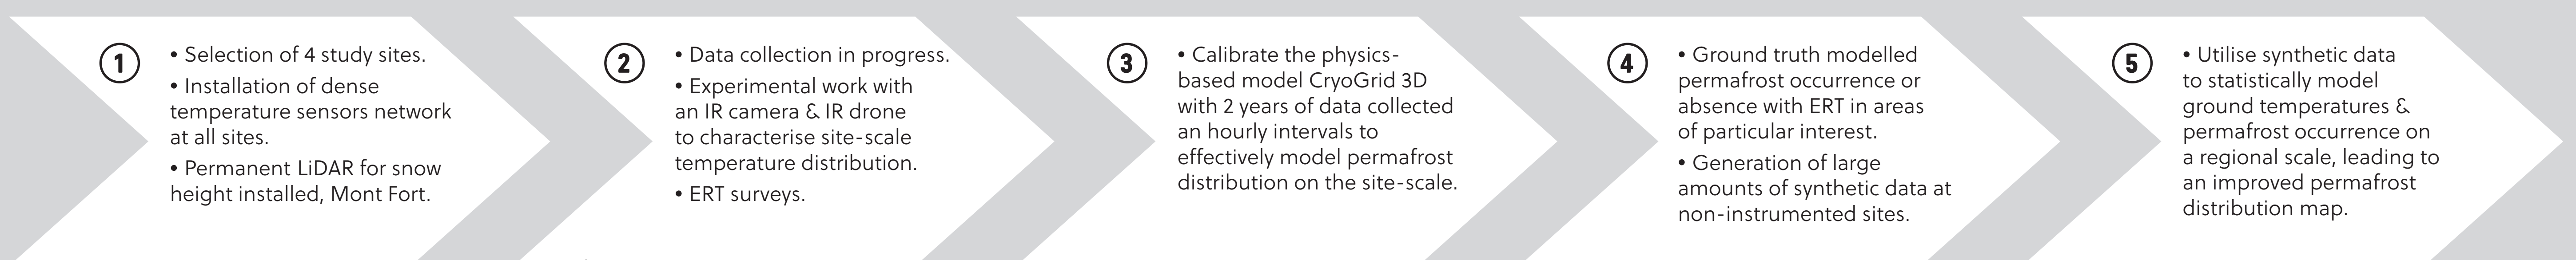 1
• Selection of 4 study sites.
• Installation of dense
temperature sensors network
at all sites.
• Permanent LiDAR for snow
height installed, Mont Fort.
2
• Data collection in progress.
• Experimental work with
an IR camera & IR drone
to characterise site-scale
temperature distribution.
• ERT surveys.
3
• Calibrate the physics-
based model CryoGrid 3D
with 2 years of data collected
an hourly intervals to
effectively model permafrost
distribution on the site-scale.
4
• Ground truth modelled
permafrost occurrence or
absence with ERT in areas
of particular interest.
• Generation of large
amounts of synthetic data at
non-instrumented sites.
5
• Utilise synthetic data
to statistically model
ground temperatures &
permafrost occurrence on
a regional scale, leading to
an improved permafrost
distribution map.